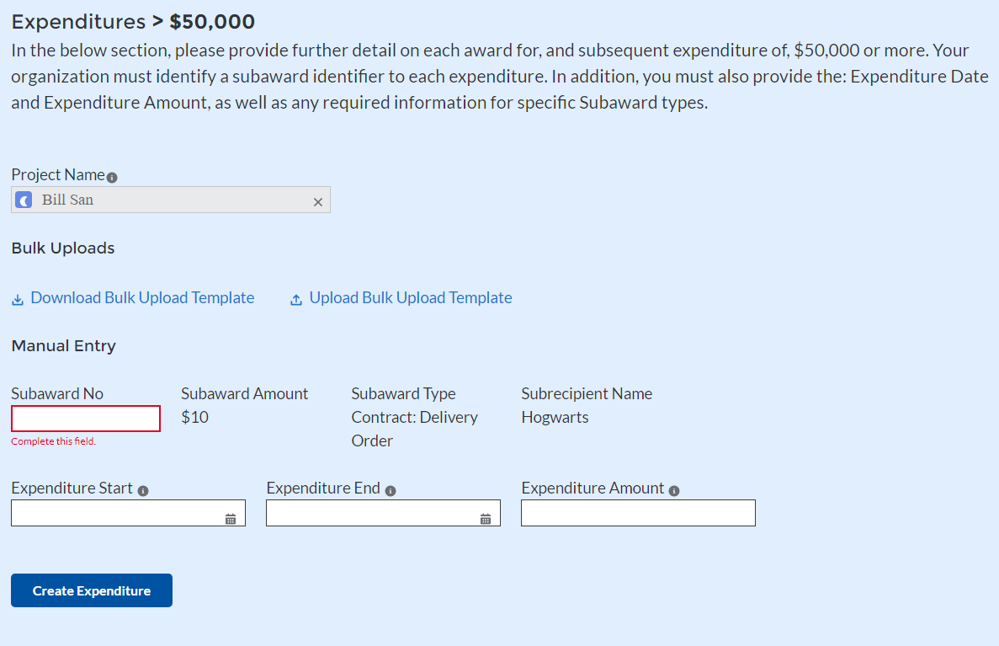 Expenditures > $50,000
In the below section, please provide further detail on each award for, and subsequent expenditure of, $50,000 or more. Your
organization must identify a subaward identifier to each expenditure. In addition, you must also provide the: Expenditure Date
and Expenditure Amount, as well as any required information for specific Subaward types.
Project Name
Bill San
Bulk Uploads
Download Bulk Upload Template Upload Bulk Upload Template
Manual Entry
Subaward No Subaward Amount Subaward Type Subrecipient Name
$10 Contract: Delivery Hogwarts
Order
Complete this field.
Expenditure Start Expenditure End Expenditure Amount
Create Expenditure